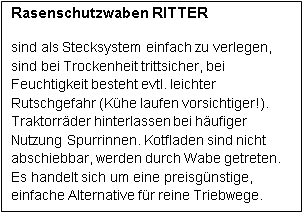 Rasenschutzwaben RITTER
sind als Stecksystem einfach zu verlegen,
sind bei Trockenheit trittsicher, bei
Feuchtigkeit besteht evtl. leichter
Rutschgefahr (Kühe laufen vorsichtiger!).
Traktorräder hinterlassen bei häufiger
Nutzung Spurrinnen. Kotfladen sind nicht
abschiebbar, werden durch Wabe getreten.
Es handelt sich um eine preisgünstige,
einfache Alternative für reine Triebwege.